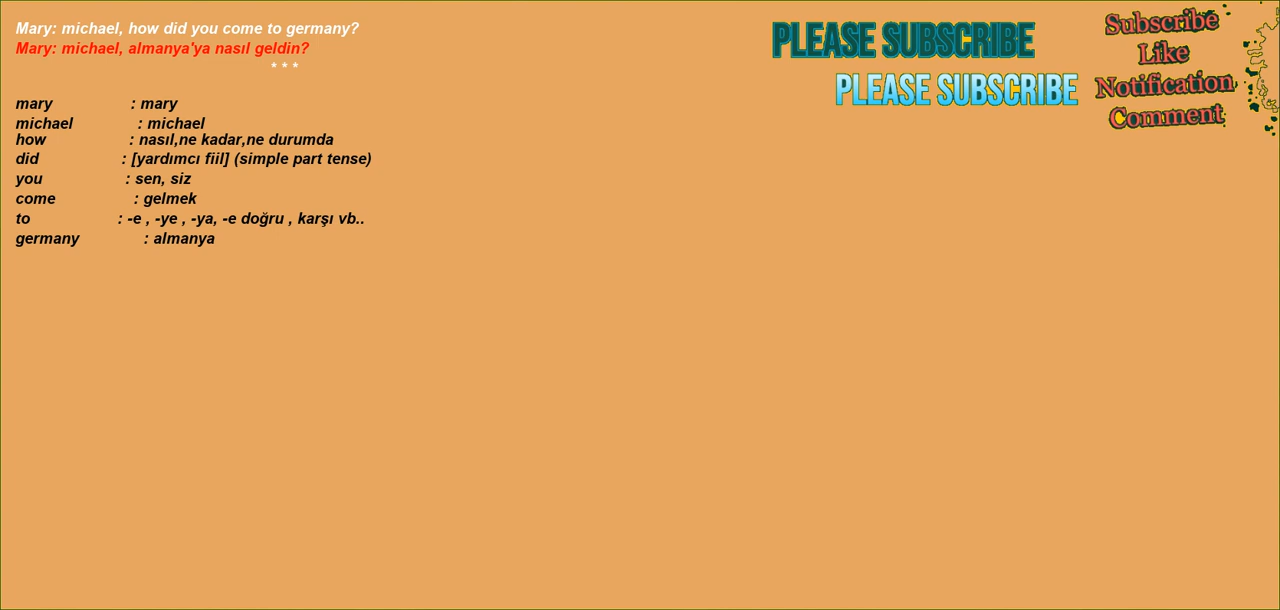 Mary: michael, how did you come to germany?
Mary: michael, almanya'ya nasıl geldin?
* * *
mary : mary
michael : michael
how : nasıl,ne kadar,ne durumda
did : [yardımcı fiil] (simple part tense)
you : sen, siz
come : gelmek
to : -e , -ye , -ya, -e doğru , karşı vb..
germany : almanya
PLEASE SUBSCRIBE
PLEASE SUBSCRIBE
Subscribe
Like
Notification
Comment